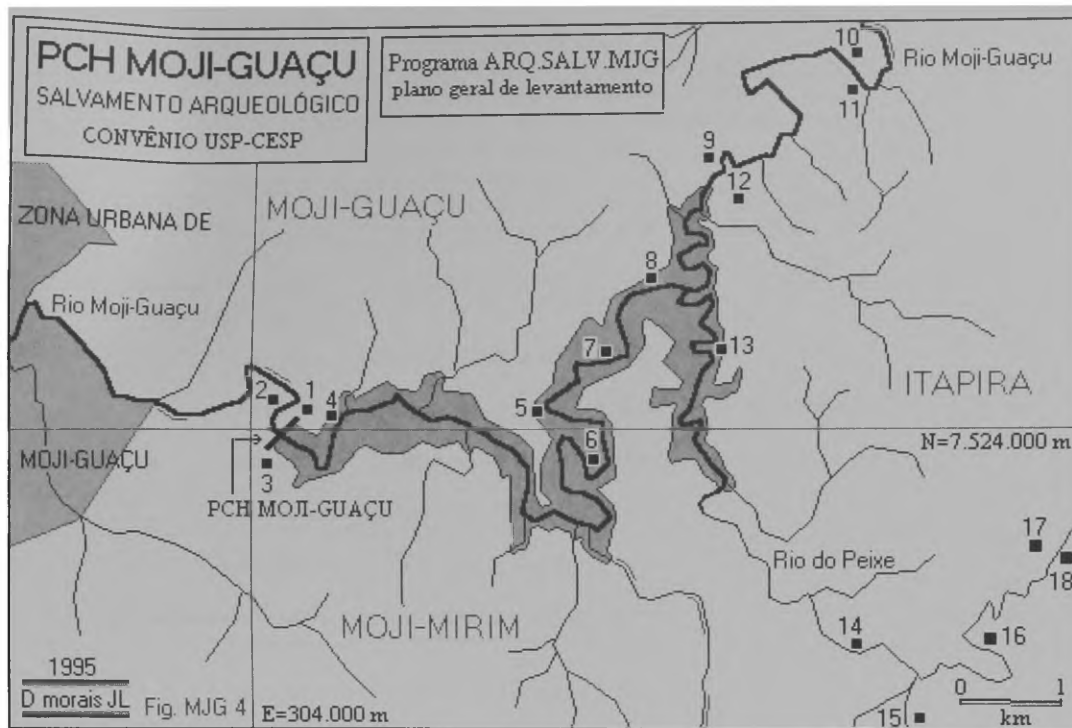 PCH MOJI-GUAÇU
SALVAMENTO ARQUEOLÓGICO
CONVÊNIO USP-CESP
Programa ARQ.SALV.MJG
plano geral de levantamento
10
Rio Moji-Guaçu
11
9
12
ZONA URBANA DE
MOJI-GUAÇU
8
Rio Moji-Guaçu
7
13
ITAPIRA
2
1
4
5
6
N=7.524.000 m
MOJI-GUAÇU
3
PCH MOJI-GUAÇU
17
18
Rio do Peixe
MOJI-MIRIM
14
16
1995
D morais JL
Fig. MJG 4
E=304.000 m
15
0 1
km